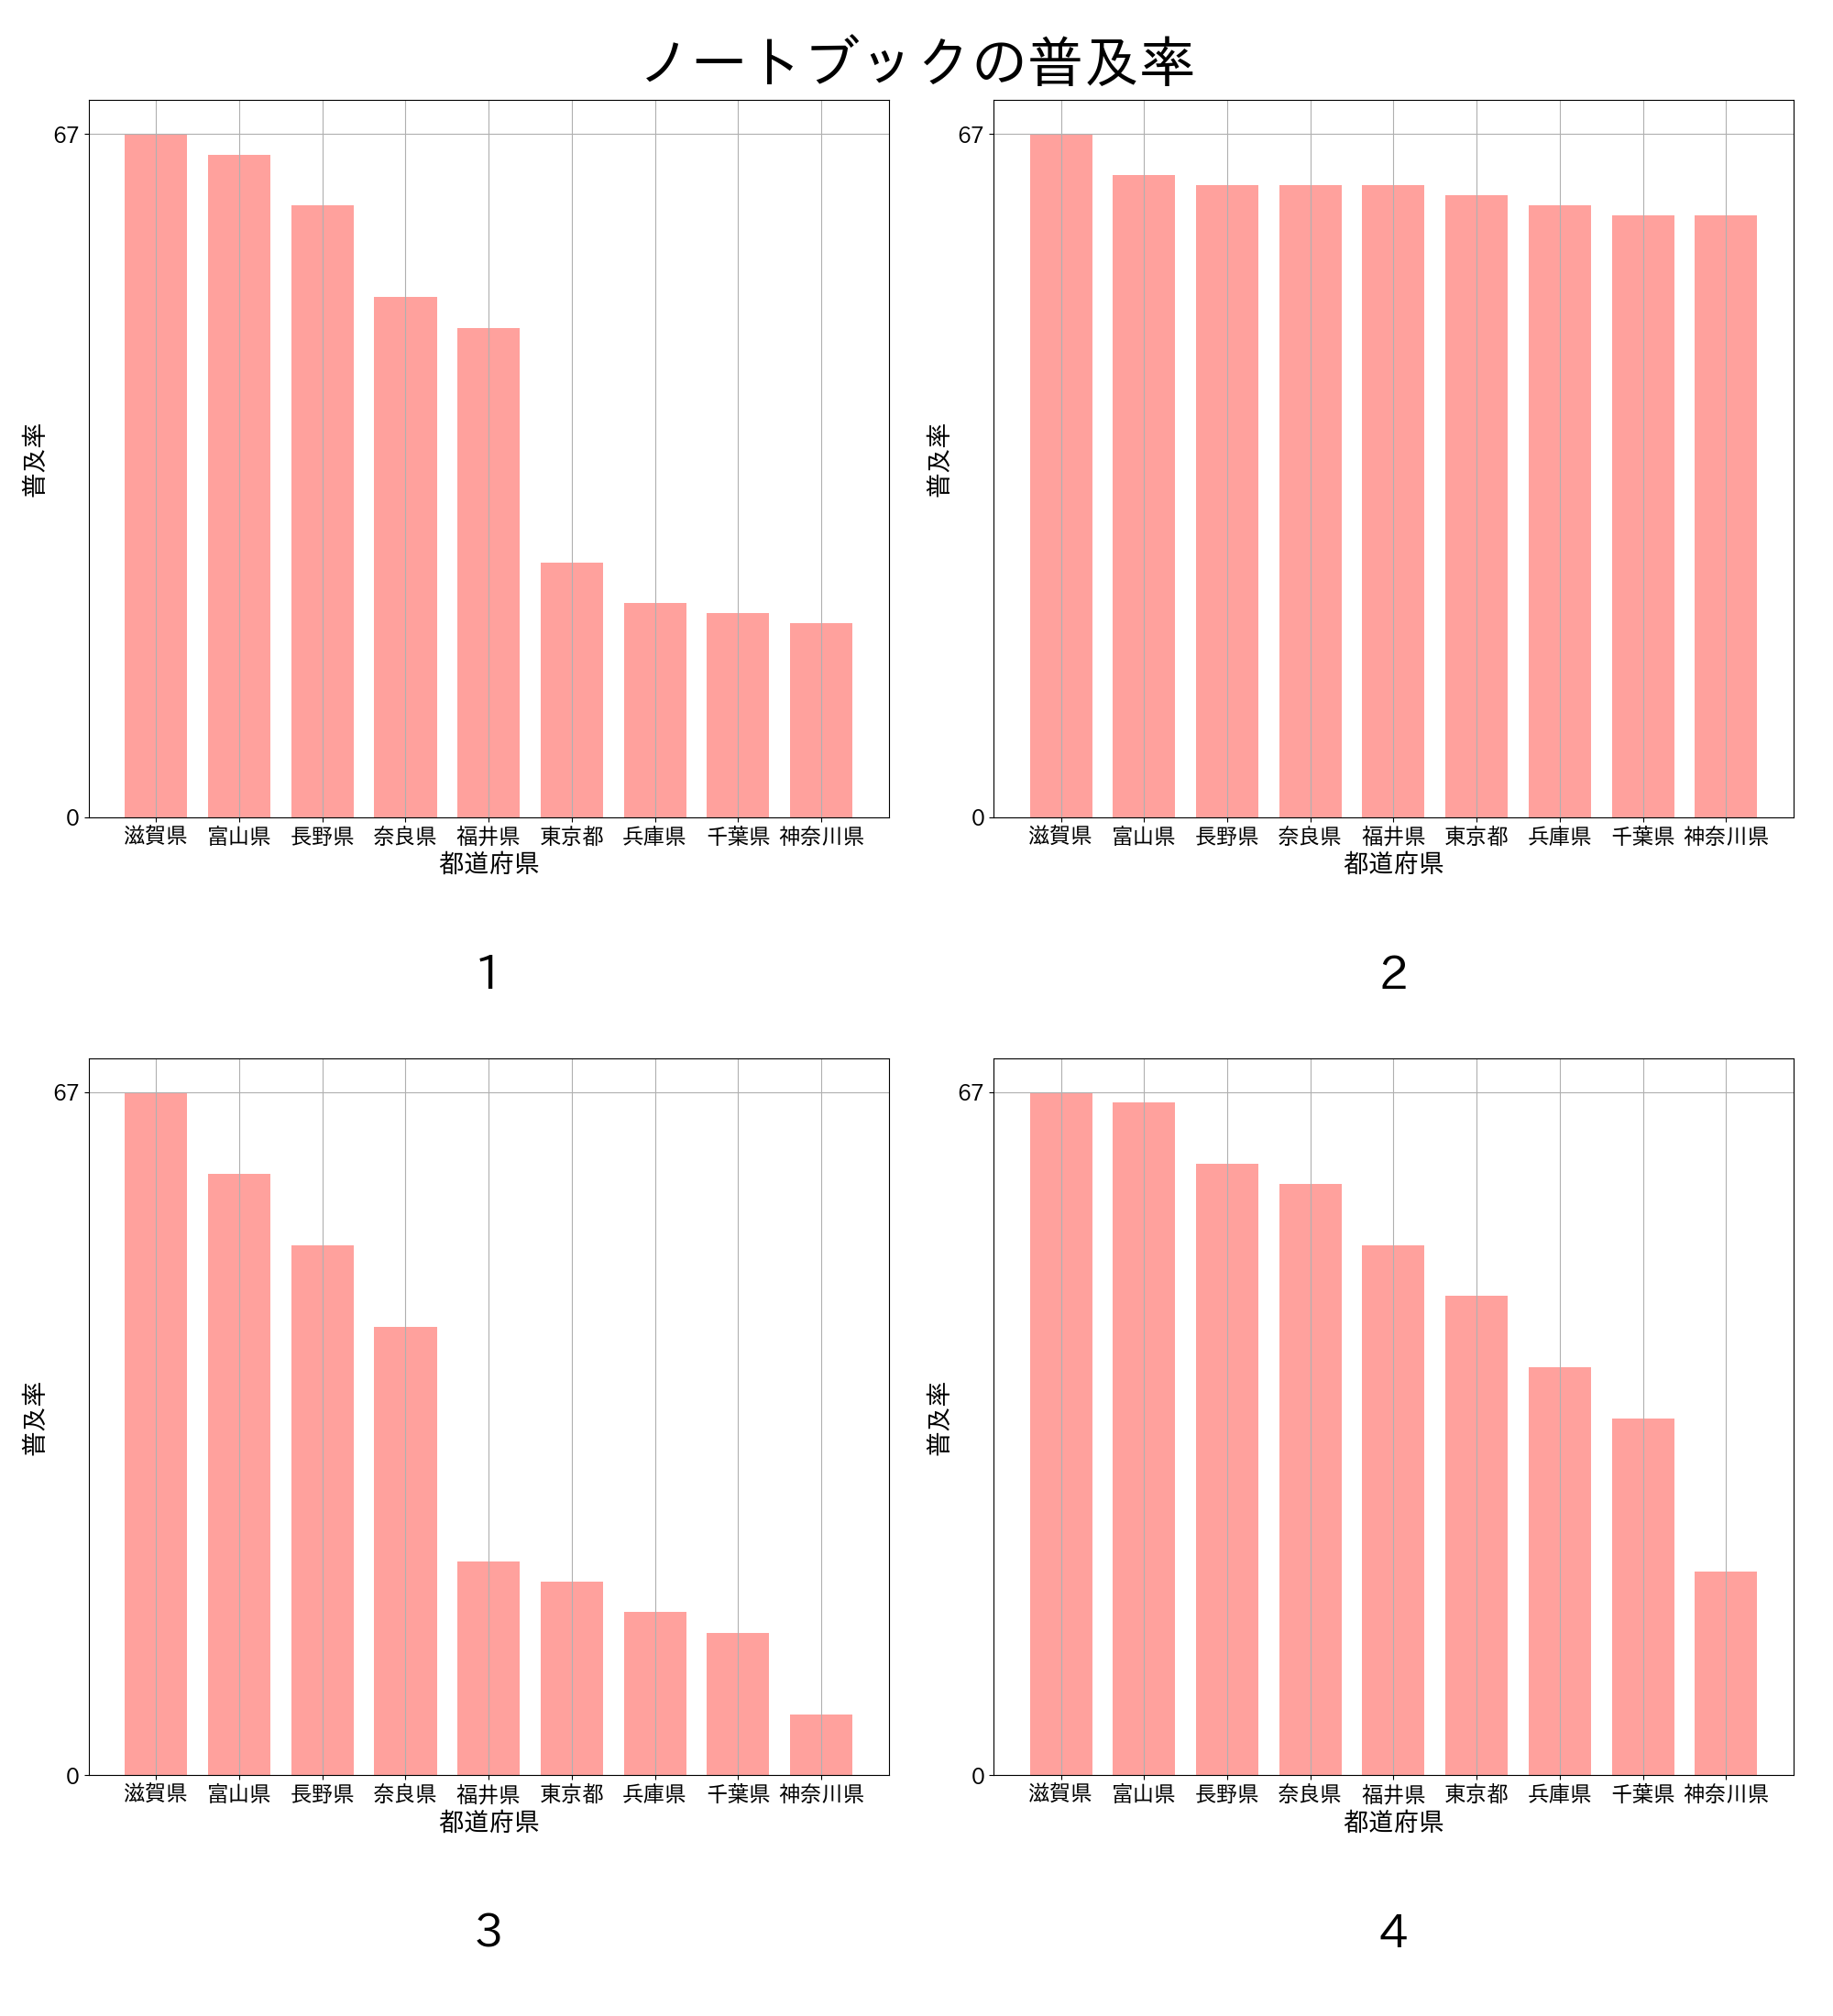 ノートブックの普及率
67
0
普及率
滋賀県 富山県 長野県 奈良県 福井県 東京都 兵庫県 千葉県 神奈川県
都道府県
1
67
0
普及率
滋賀県 富山県 長野県 奈良県 福井県 東京都 兵庫県 千葉県 神奈川県
都道府県
2
67
0
普及率
滋賀県 富山県 長野県 奈良県 福井県 東京都 兵庫県 千葉県 神奈川県
都道府県
3
67
0
普及率
滋賀県 富山県 長野県 奈良県 福井県 東京都 兵庫県 千葉県 神奈川県
都道府県
4